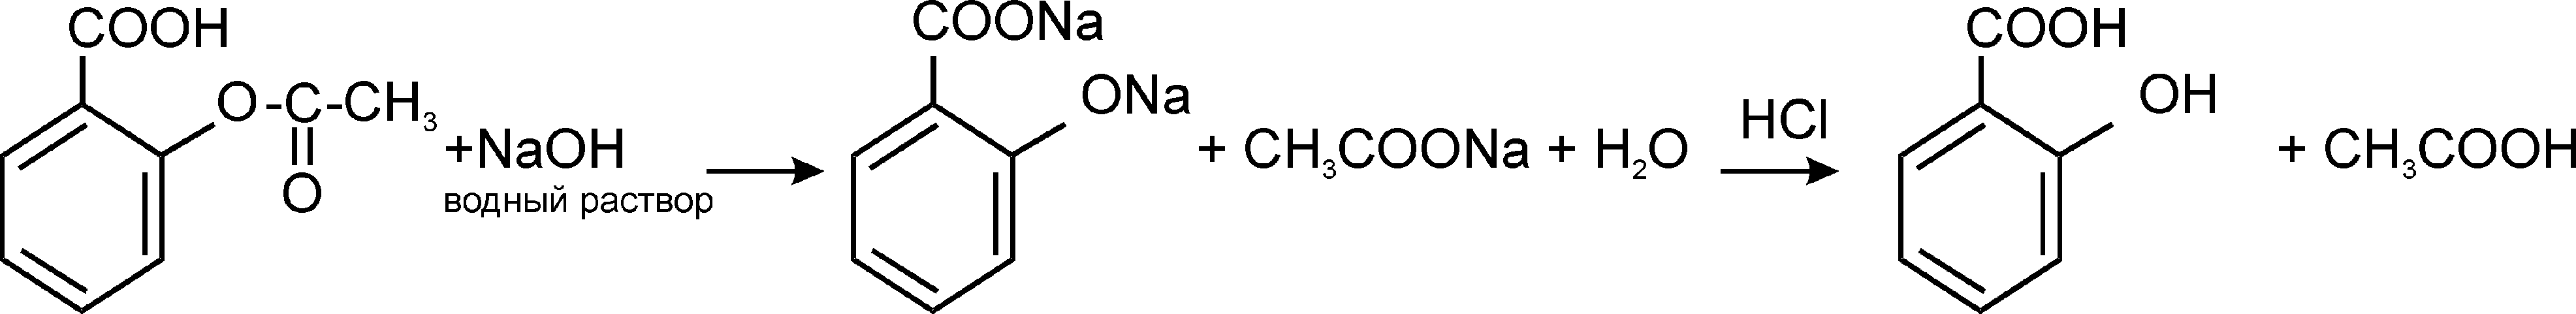 COOH
O-C-CH₃
O
+NaOH
водный раствор
COONa
ONa
+ CH₃COONa + H₂O
HCl
COOH
OH
+ CH₃COOH